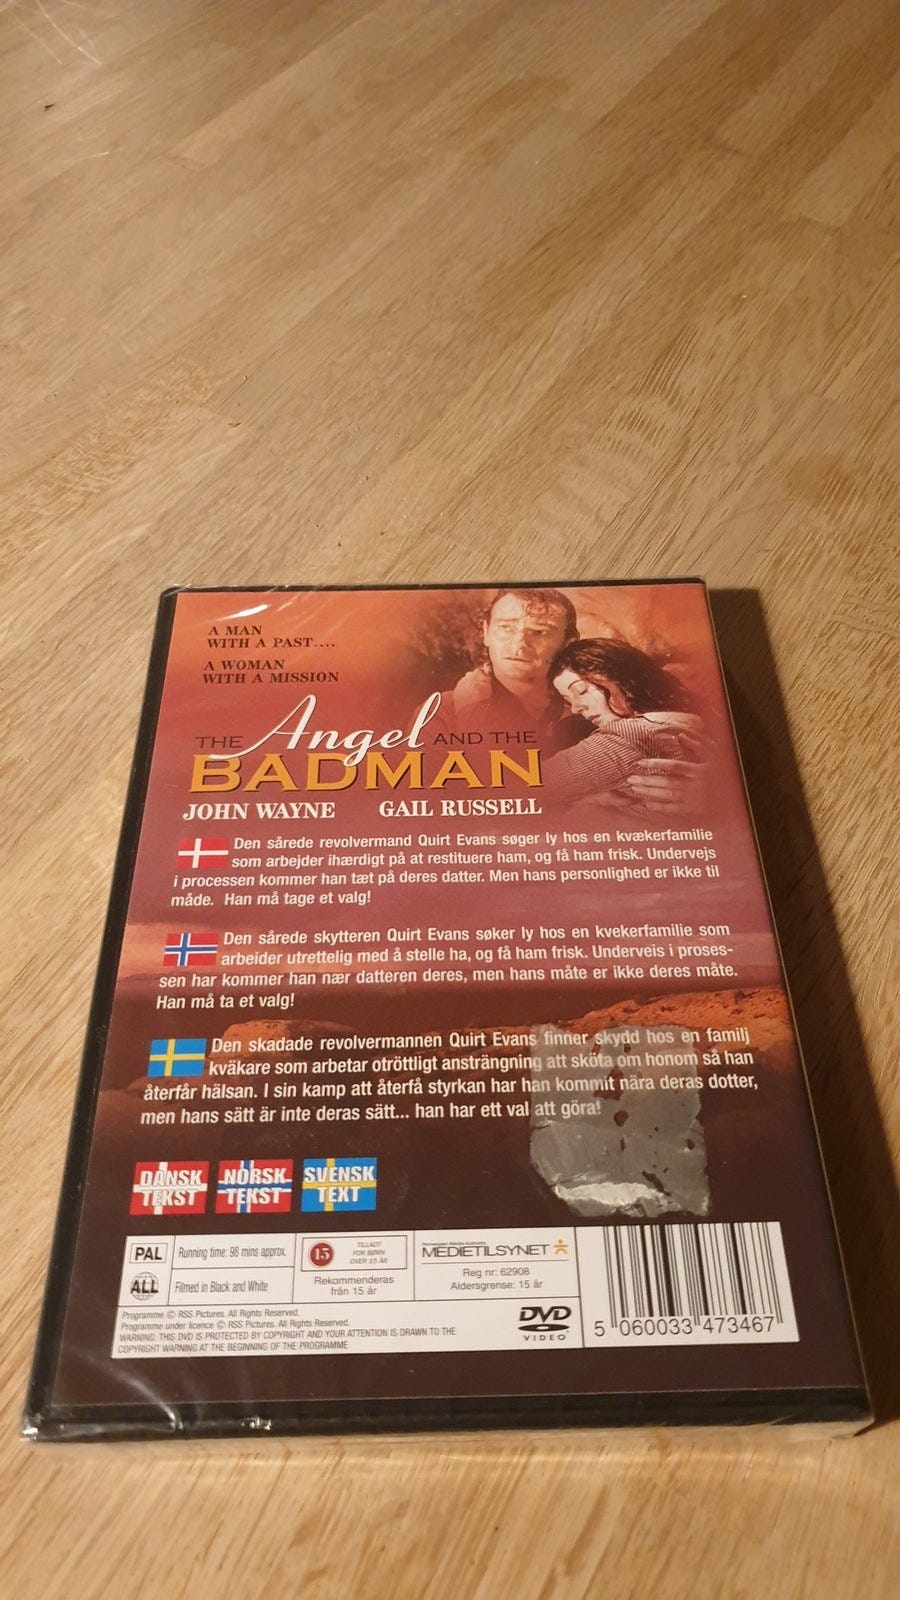 A MAN
WITH A PAST....
A WOMAN
WITH A MISSION
THE Angel AND THE
BADMAN
JOHN WAYNE GAIL RUSSELL
Den sårede revolvermand Quirt Evans søger ly hos en kvækerfamilie
som arbejder ihærdigt på at restituere ham, og få ham frisk. Undervejs
i processen kommer han tæt på deres datter. Men hans personlighed er ikke til
måde. Han må tage et valg!
Den sårede skytteren Quirt Evans søker ly hos en kvekerfamilie som
arbeider utrettelig med å stelle ha, og få ham frisk. Underveis i proses-
sen har kommer han nær datteren deres, men hans måte er ikke deres måte.
Han må ta et valg!
Den skadade revolvermannen Quirt Evans finner skydd hos en familj
kväkare som arbetar otröttligt ansträngning att sköta om honom så han
återfår hälsan. I sin kamp att återfå styrkan har han kommit nära deras dotter,
men hans sätt är inte deras sätt... han har ett val att göra!
DANSK TEKST NORSK TEKST SVENSK TEXT
PAL Running time: 98 mins approx.
ALL Filmed in Black and White
15 TILLADT
FOR BØRN
OVER 15 ÅR
Rekommenderas
från 15 år
Norwegian Media Authority
MEDIETILSYNET
Reg nr: 62908
Aldersgrense: 15 år
Programme © RSS Pictures. All Rights Reserved.
Programme under licence © RSS Pictures. All Rights Reserved.
WARNING: THIS DVD IS PROTECTED BY COPYRIGHT AND YOUR ATTENTION IS DRAWN TO THE
COPYRIGHT WARNING AT THE BEGINNING OF THE PROGRAMME
DVD
VIDEO
5 060033 473467